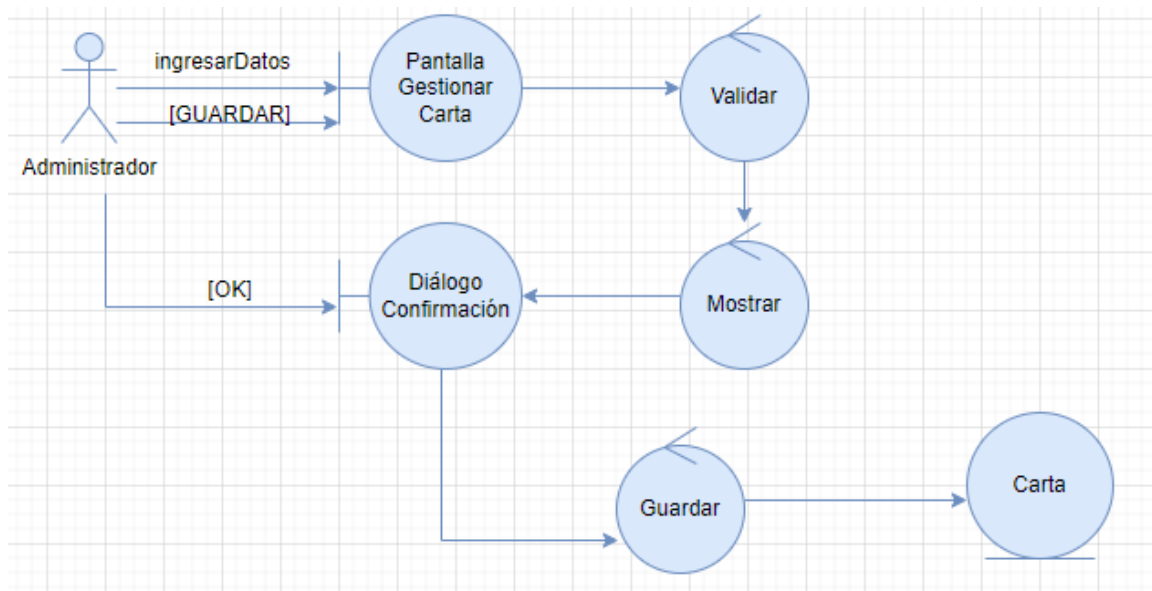 ingresarDatos
[GUARDAR]
Administrador
Pantalla
Gestionar
Carta
Validar
[OK]
Diálogo
Confirmación
Mostrar
Guardar
Carta